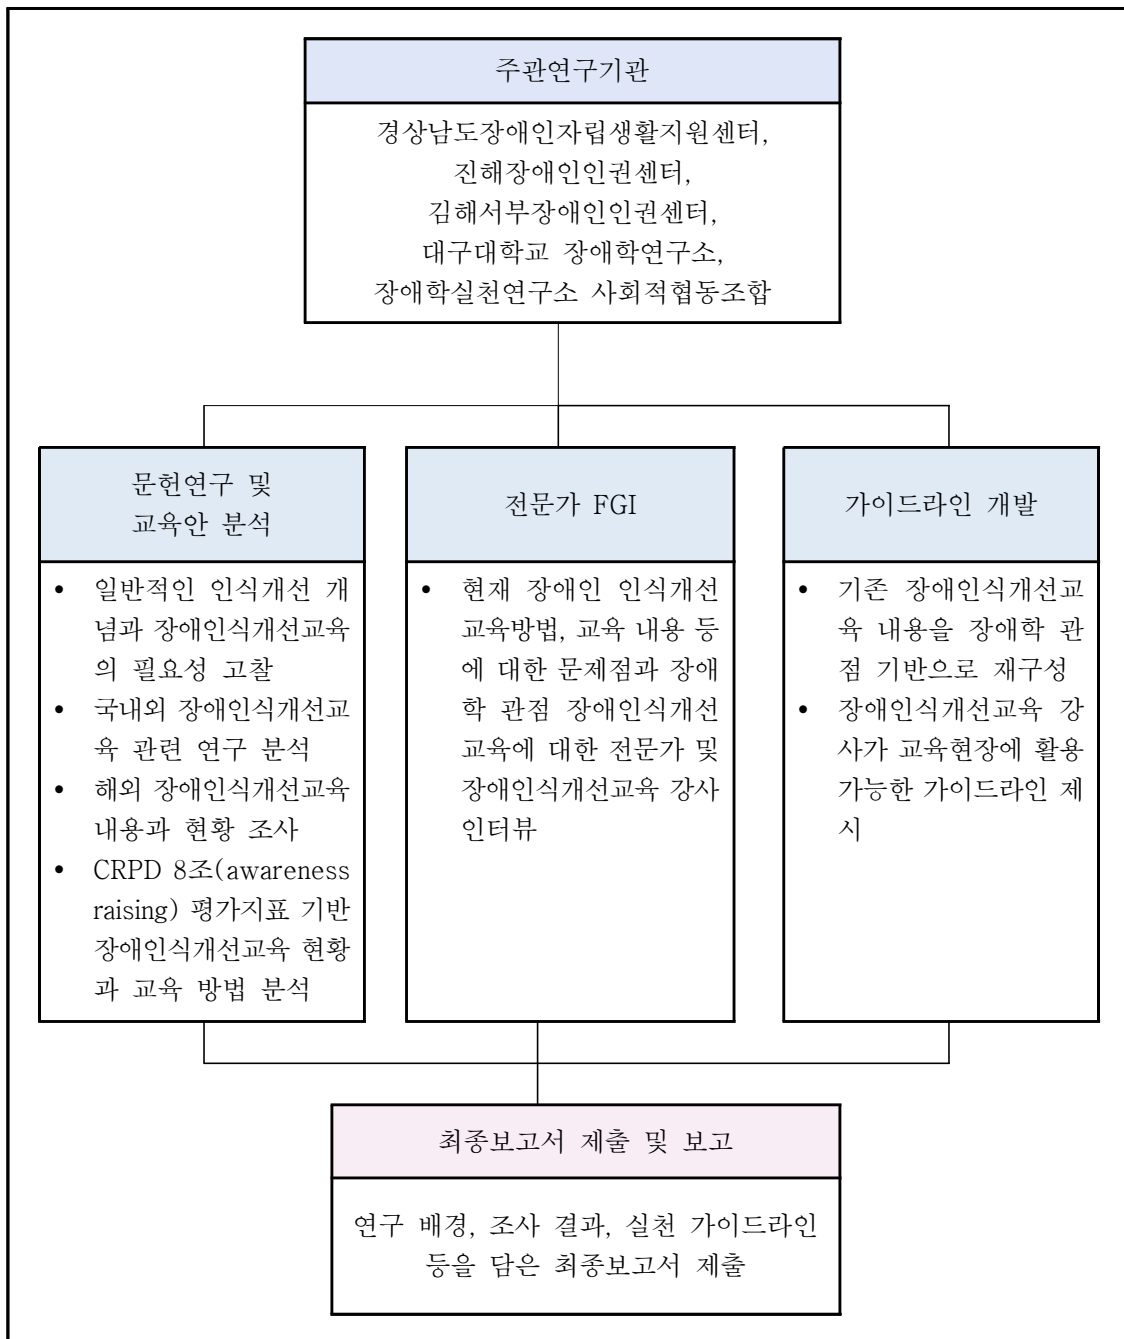 주관연구기관
경상남도장애인자립생활지원센터,
진해장애인인권센터,
김해서부장애인인권센터,
대구대학교 장애학연구소,
장애학실천연구소 사회적협동조합
문헌연구 및
교육안 분석
• 일반적인 인식개선 개
념과 장애인식개선교육
의 필요성 고찰
• 국내외 장애인식개선교
육 관련 연구 분석
• 해외 장애인식개선교육
내용과 현황 조사
• CRPD 8조(awareness
raising) 평가지표 기반
장애인식개선교육 현황
과 교육 방법 분석
전문가 FGI
• 현재 장애인 인식개선
교육방법, 교육 내용 등
에 대한 문제점과 장애
학 관점 장애인식개선
교육에 대한 전문가 및
장애인식개선교육 강사
인터뷰
가이드라인 개발
• 기존 장애인식개선교
육 내용을 장애학 관
점 기반으로 재구성
• 장애인식개선교육 강
사가 교육현장에 활용
가능한 가이드라인 제
시
최종보고서 제출 및 보고
연구 배경, 조사 결과, 실천 가이드라인
등을 담은 최종보고서 제출